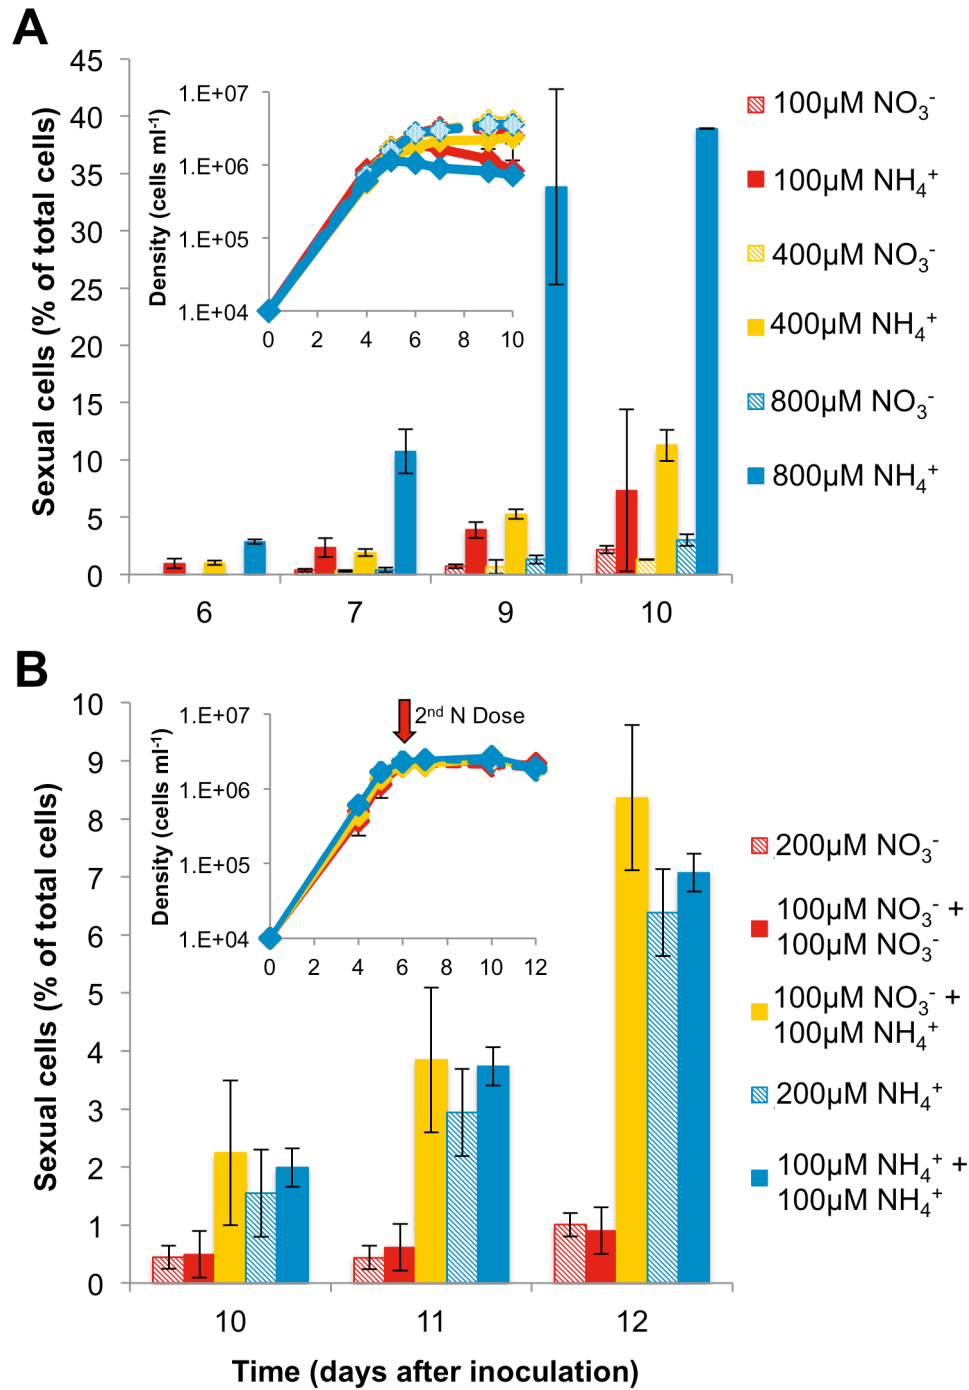 A
Sexual cells (% of total cells)
45
40
35
30
25
20
15
10
5
0
6 7 9 10
Density (cells ml⁻¹)
1.E+07
1.E+06
1.E+05
1.E+04
0 2 4 6 8 10
100µM NO₃⁻
100µM NH₄⁺
400µM NO₃⁻
400µM NH₄⁺
800µM NO₃⁻
800µM NH₄⁺
B
Sexual cells (% of total cells)
10
9
8
7
6
5
4
3
2
1
0
10 11 12
Time (days after inoculation)
Density (cells ml⁻¹)
1.E+07
1.E+06
1.E+05
1.E+04
0 2 4 6 8 10 12
2ⁿᵈ N Dose
200µM NO₃⁻
100µM NO₃⁻ +
100µM NO₃⁻
100µM NO₃⁻ +
100µM NH₄⁺
200µM NH₄⁺
100µM NH₄⁺ +
100µM NH₄⁺